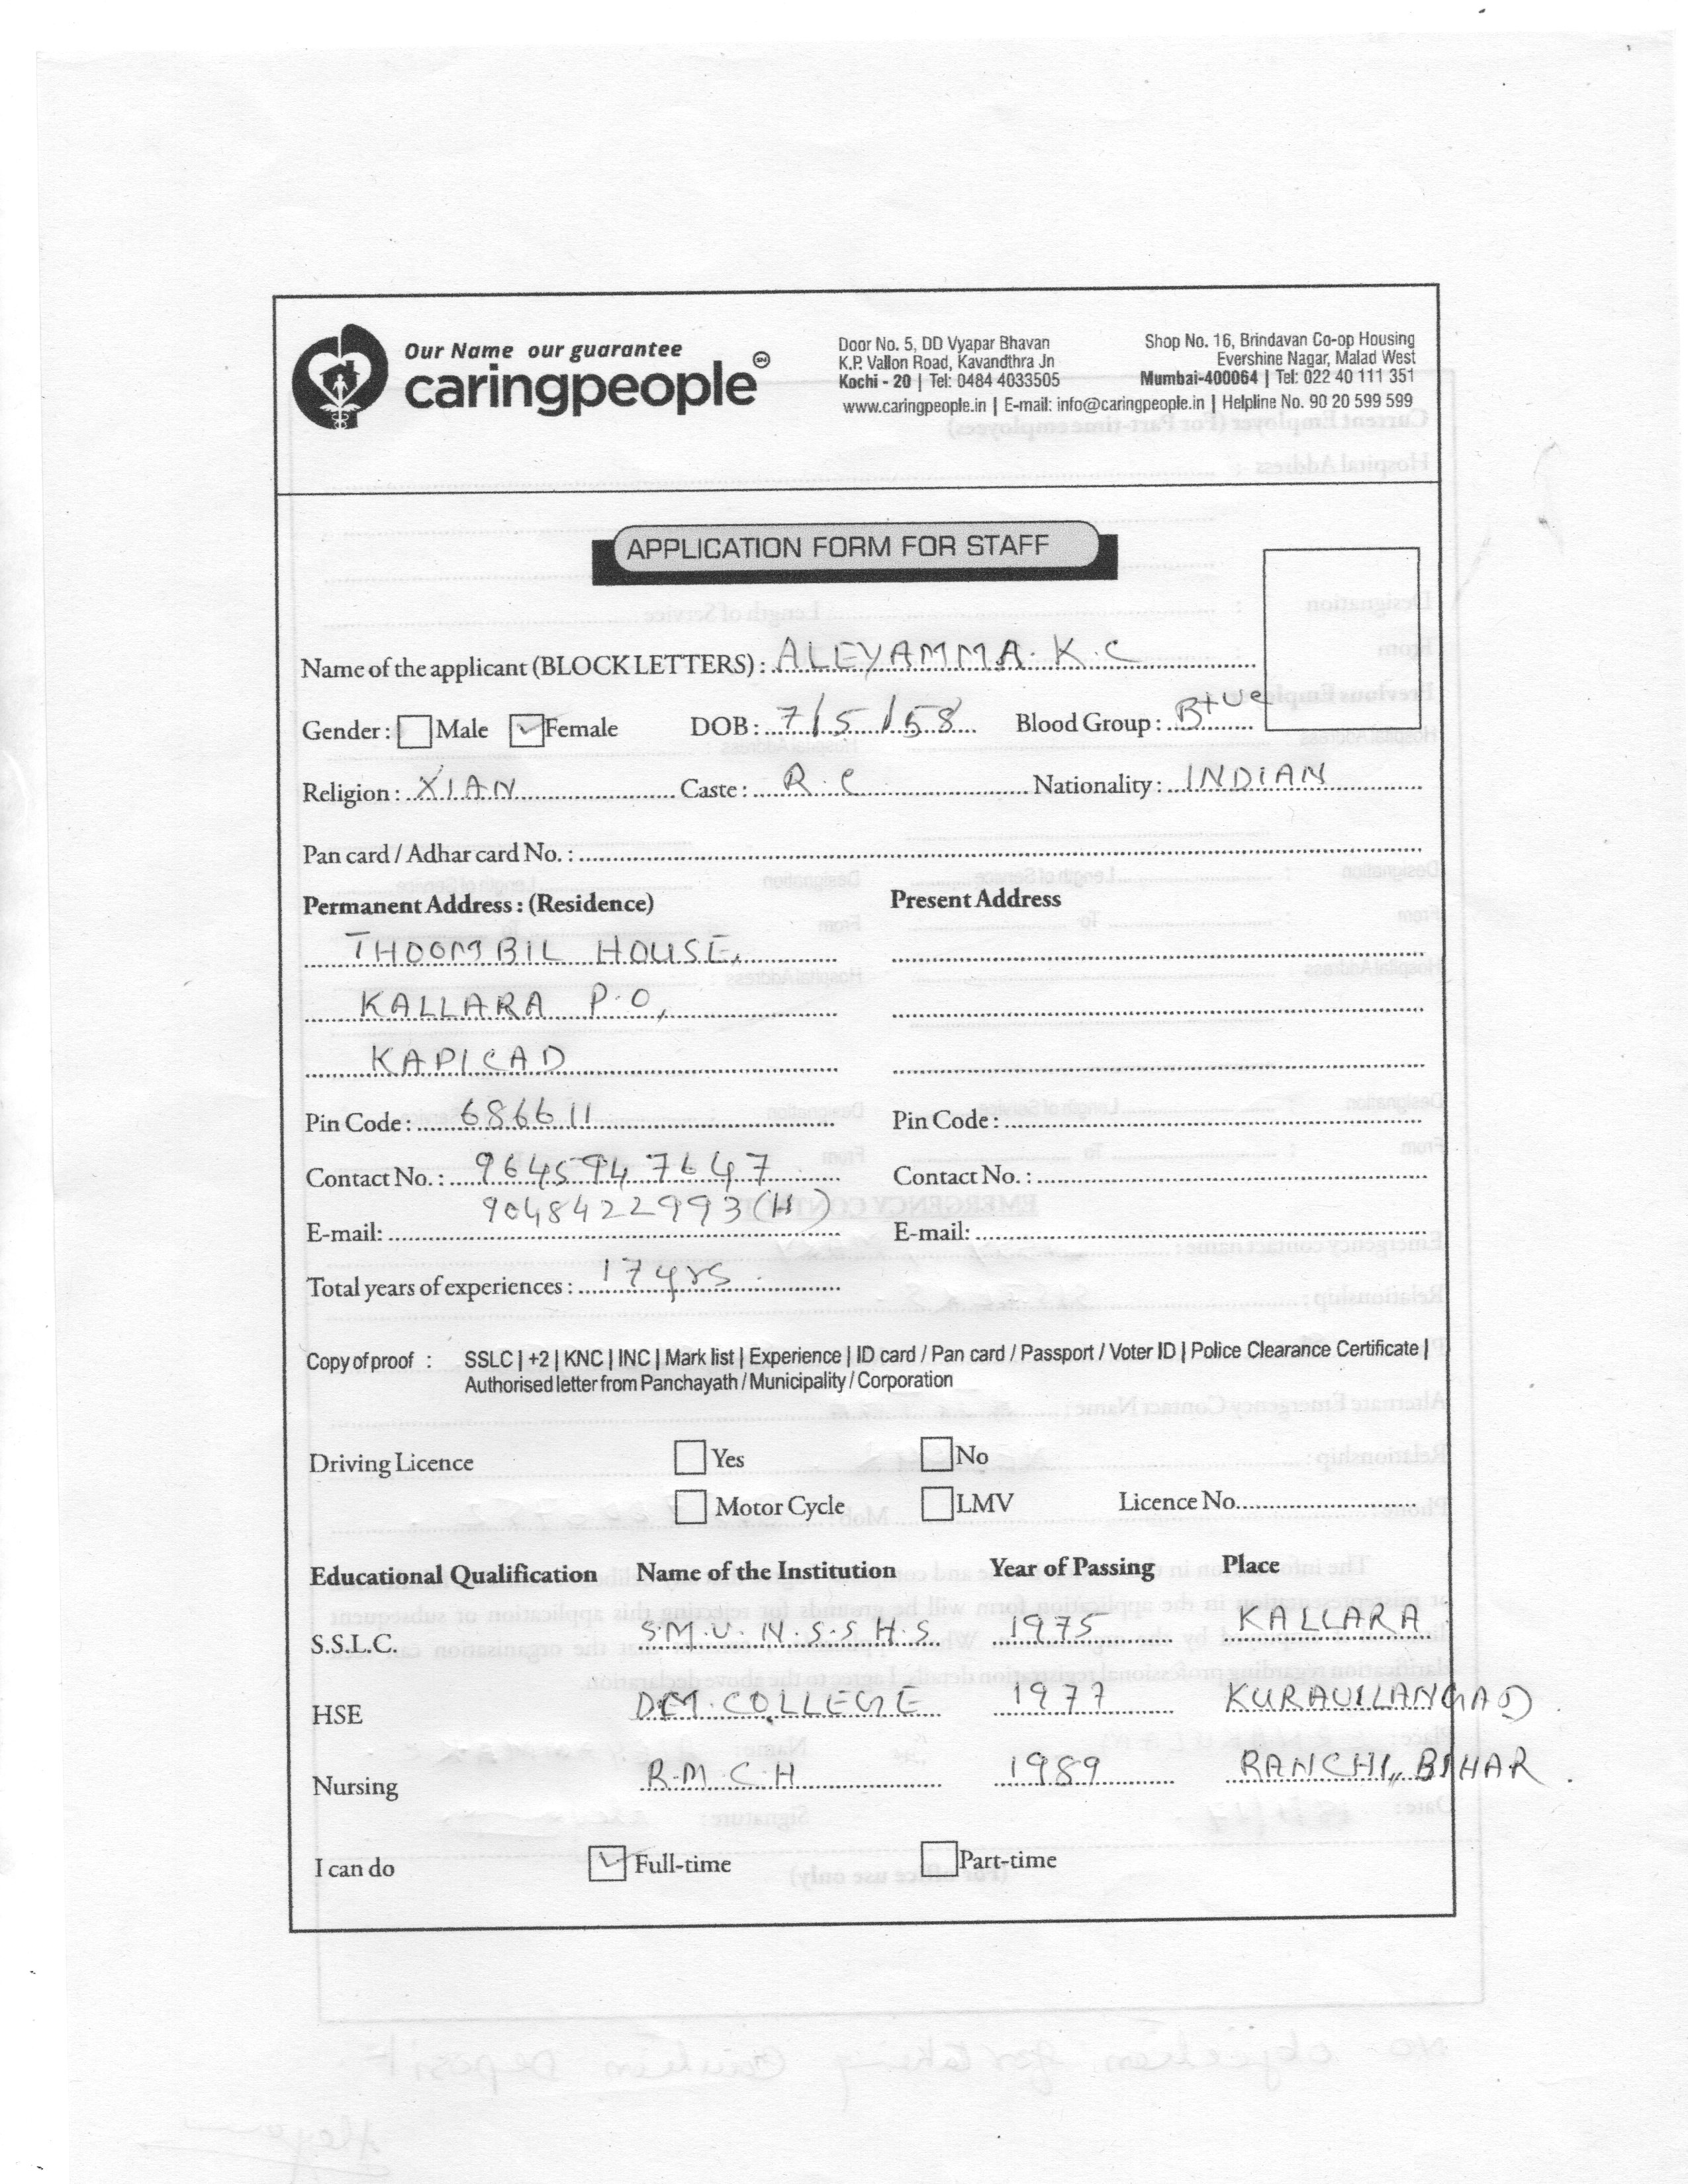 Our Name our guarantee
caringpeople SM
Door No. 5, DD Vyapar Bhavan
K.P. Vallon Road, Kavandthra Jn
Kochi - 20 | Tel: 0484 4033505
Shop No. 16, Brindavan Co-op Housing
Evershine Nagar, Malad West
Mumbai-400064 | Tel: 022 40 111 351
www.caringpeople.in | E-mail: info@caringpeople.in | Helpline No. 90 20 599 599
APPLICATION FORM FOR STAFF
Name of the applicant (BLOCK LETTERS) : ALEYAMMA. K. C
Gender : Male Female DOB : 7/5/58 Blood Group : B+ve
Religion : XIAN Caste : R.C Nationality : INDIAN
Pan card / Adhar card No. :
Permanent Address : (Residence) Present Address
THOOMBIL HOUSE,
KALLARA P.O,
KAPICAD
Pin Code : 686611 Pin Code :
Contact No. : 9645947647 Contact No. :
9048422993 (H)
E-mail: E-mail:
Total years of experiences : 17 yrs
Copy of proof : SSLC | +2 | KNC | INC | Mark list | Experience | ID card / Pan card / Passport / Voter ID | Police Clearance Certificate |
Authorised letter from Panchayath / Municipality / Corporation
Driving Licence Yes No
Motor Cycle LMV Licence No.
Educational Qualification Name of the Institution Year of Passing Place
S.S.L.C. S.M.V.N.S.S H.S. 1975 KALLARA
HSE DEM COLLEGE 1977 KURAVILANGAD
Nursing R.M.C.H 1989 RANCHI, BIHAR
I can do Full-time Part-time